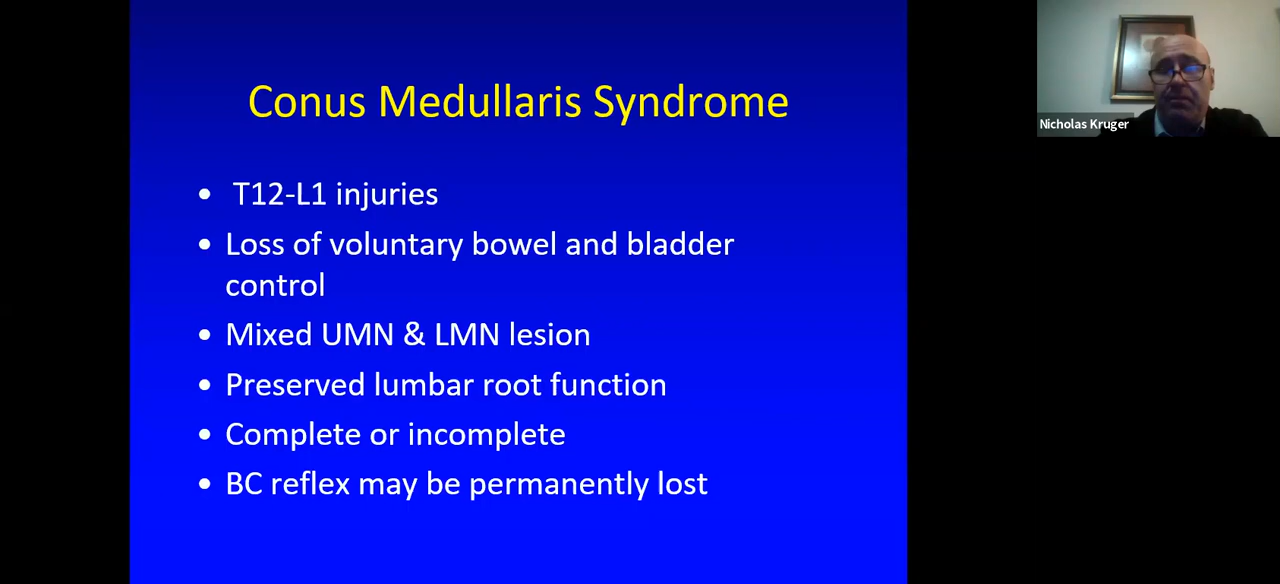 Conus Medullaris Syndrome
• T12-L1 injuries
• Loss of voluntary bowel and bladder
control
• Mixed UMN & LMN lesion
• Preserved lumbar root function
• Complete or incomplete
• BC reflex may be permanently lost
Nicholas Kruger